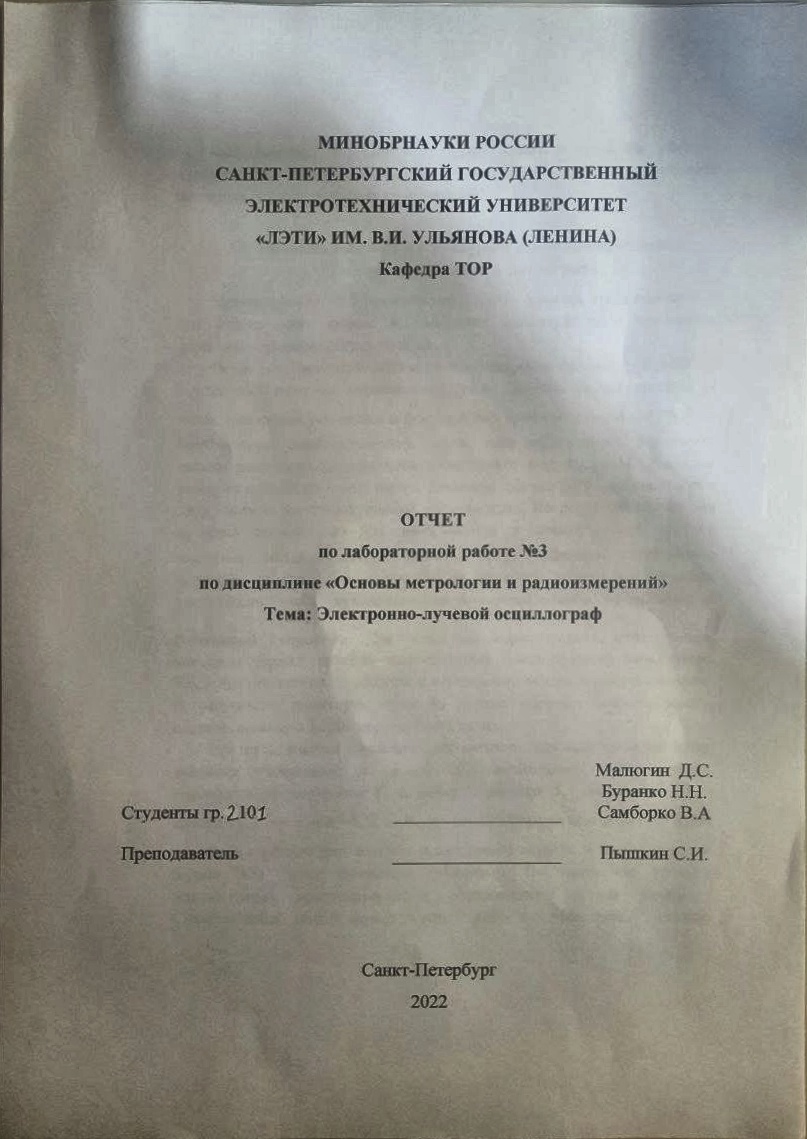 МИНОБРНАУКИ РОССИИ
САНКТ-ПЕТЕРБУРГСКИЙ ГОСУДАРСТВЕННЫЙ
ЭЛЕКТРОТЕХНИЧЕСКИЙ УНИВЕРСИТЕТ
«ЛЭТИ» ИМ. В.И. УЛЬЯНОВА (ЛЕНИНА)
Кафедра ТОР
ОТЧЕТ
по лабораторной работе №3
по дисциплине «Основы метрологии и радиоизмерений»
Тема: Электронно-лучевой осциллограф
Малюгин Д.С.
Буранко Н.Н.
Студенты гр. 2101 Самборко В.А
Преподаватель Пышкин С.И.
Санкт-Петербург
2022